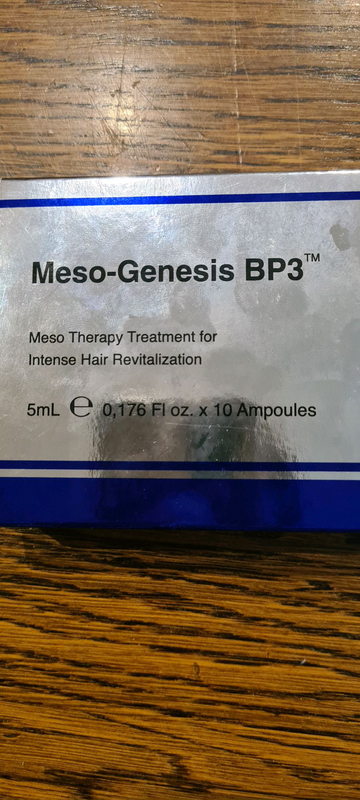 Meso-Genesis BP3™
Meso Therapy Treatment for
Intense Hair Revitalization
5mL ℮ 0,176 Fl oz. x 10 Ampoules